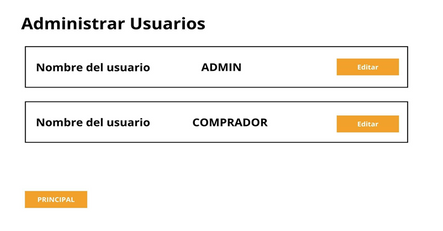 Administrar Usuarios
Nombre del usuario ADMIN Editar
Nombre del usuario COMPRADOR Editar
PRINCIPAL